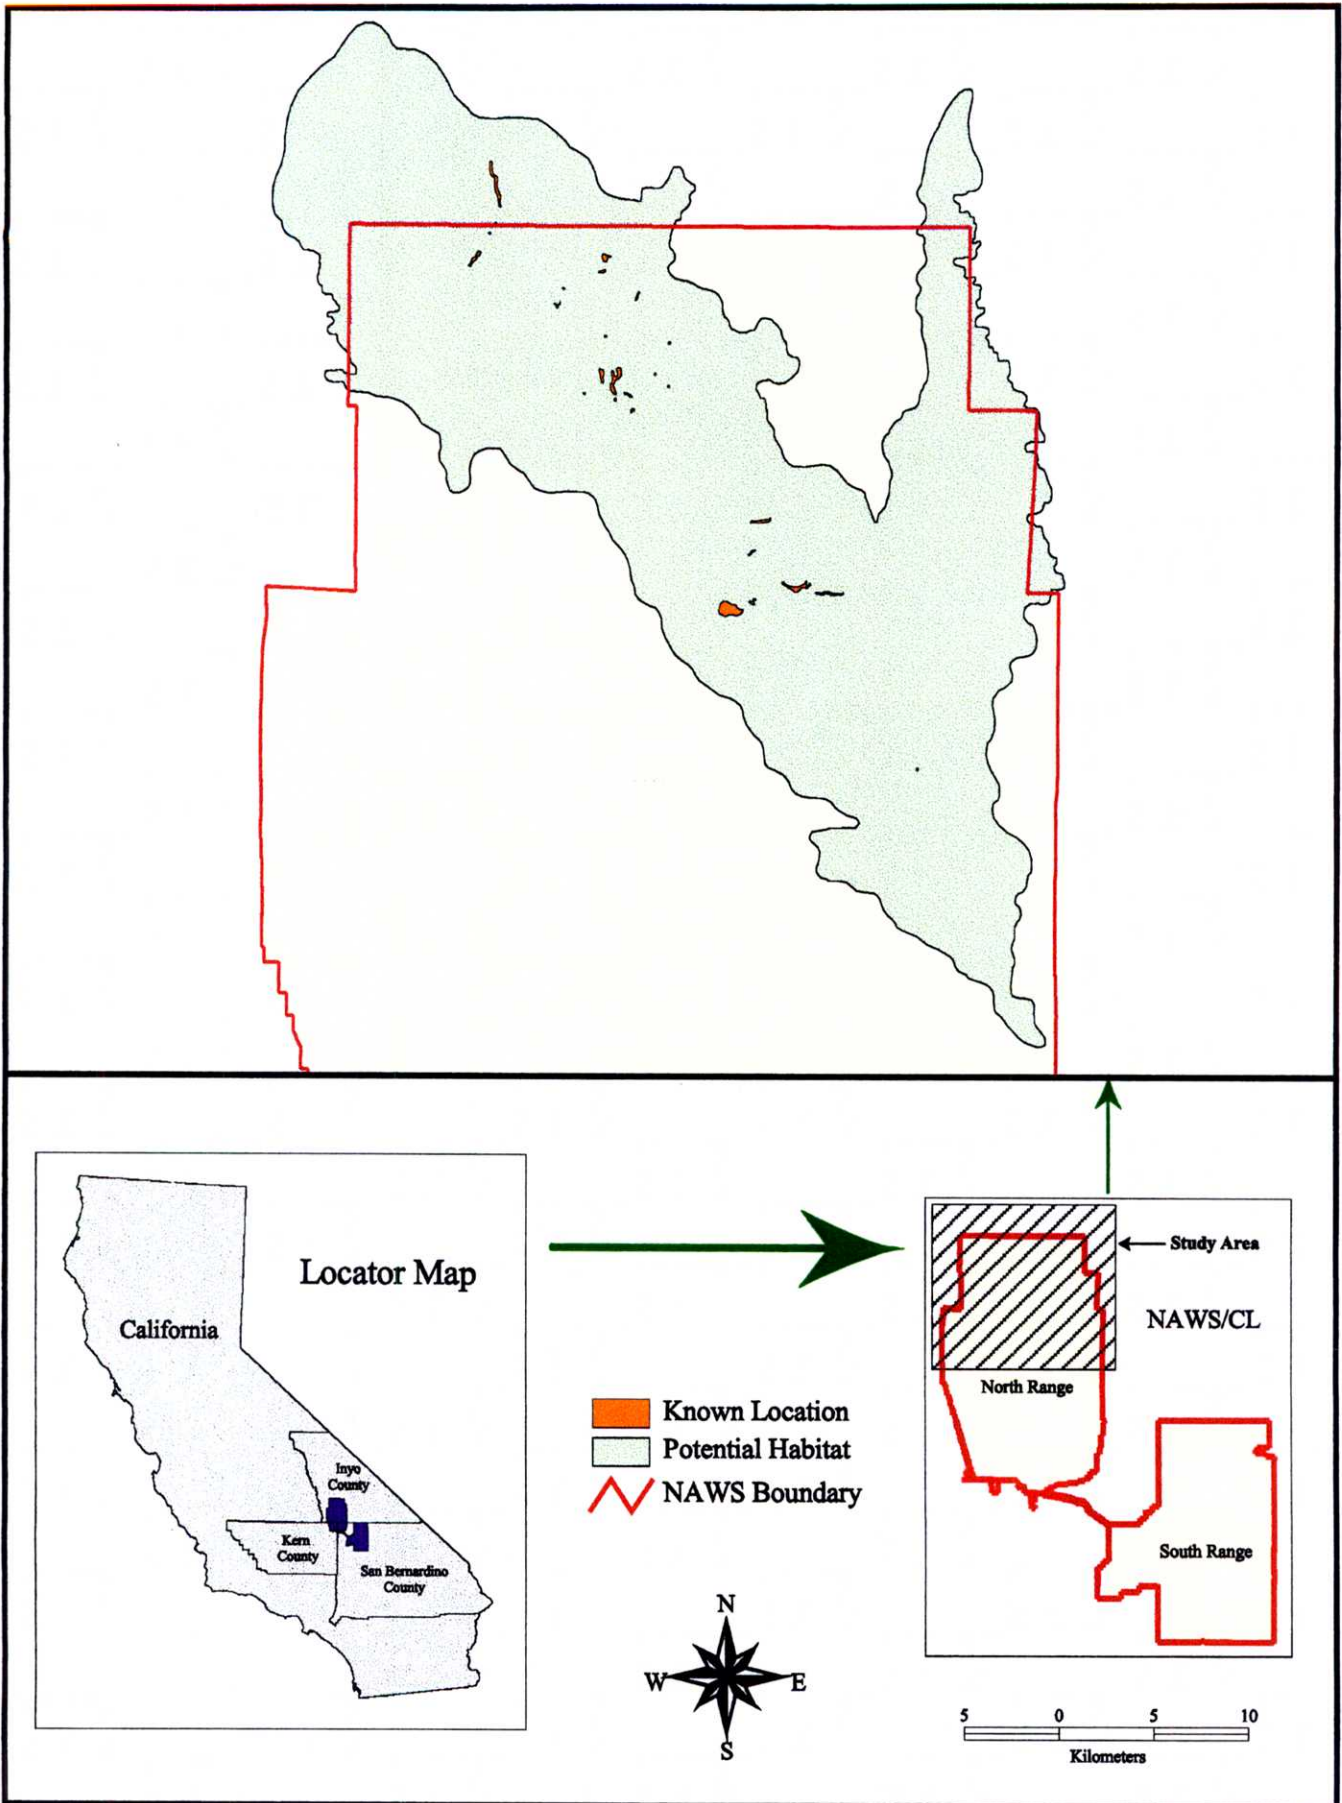 Locator Map
California
Inyo
County
Kern
County
San Bernardino
County
Known Location
Potential Habitat
NAWS Boundary
N
W
E
S
Study Area
NAWS/CL
North Range
South Range
5 0 5 10
Kilometers